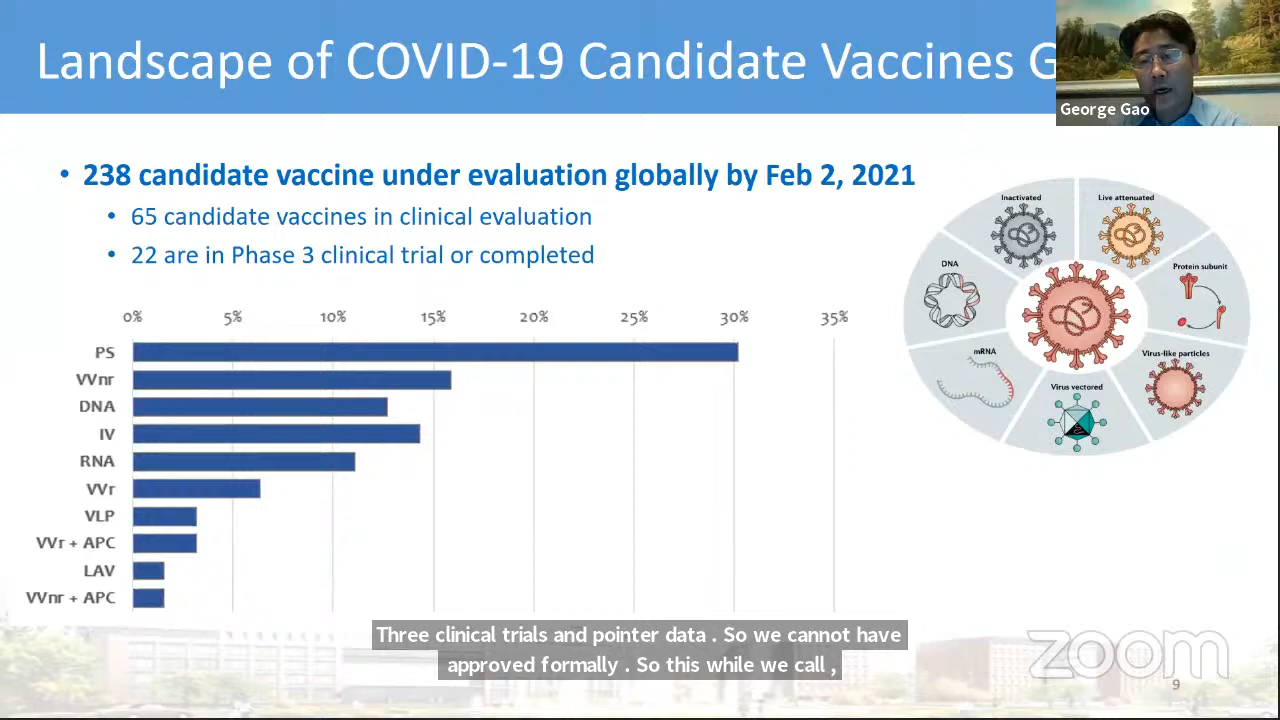 Landscape of COVID-19 Candidate Vaccines G
George Gao
• 238 candidate vaccine under evaluation globally by Feb 2, 2021
• 65 candidate vaccines in clinical evaluation
• 22 are in Phase 3 clinical trial or completed
0% 5% 10% 15% 20% 25% 30% 35%
PS
VVnr
DNA
IV
RNA
VVr
VLP
VVr + APC
LAV
VVnr + APC
Inactivated
Live attenuated
DNA
Protein subunit
mRNA
Virus-like particles
Virus vectored
Three clinical trials and pointer data . So we cannot have
approved formally . So this while we call ,
zoom
9